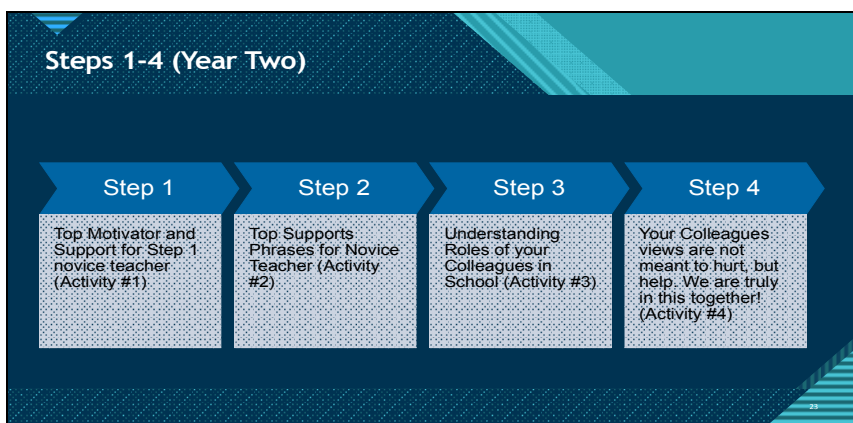 Steps 1-4 (Year Two)
Step 1
Top Motivator and
Support for Step 1
novice teacher
(Activity #1)
Step 2
Top Supports
Phrases for Novice
Teacher (Activity
#2)
Step 3
Understanding
Roles of your
Colleagues in
School (Activity #3)
Step 4
Your Colleagues
views are not
meant to hurt, but
help. We are truly
in this together!
(Activity #4)
23